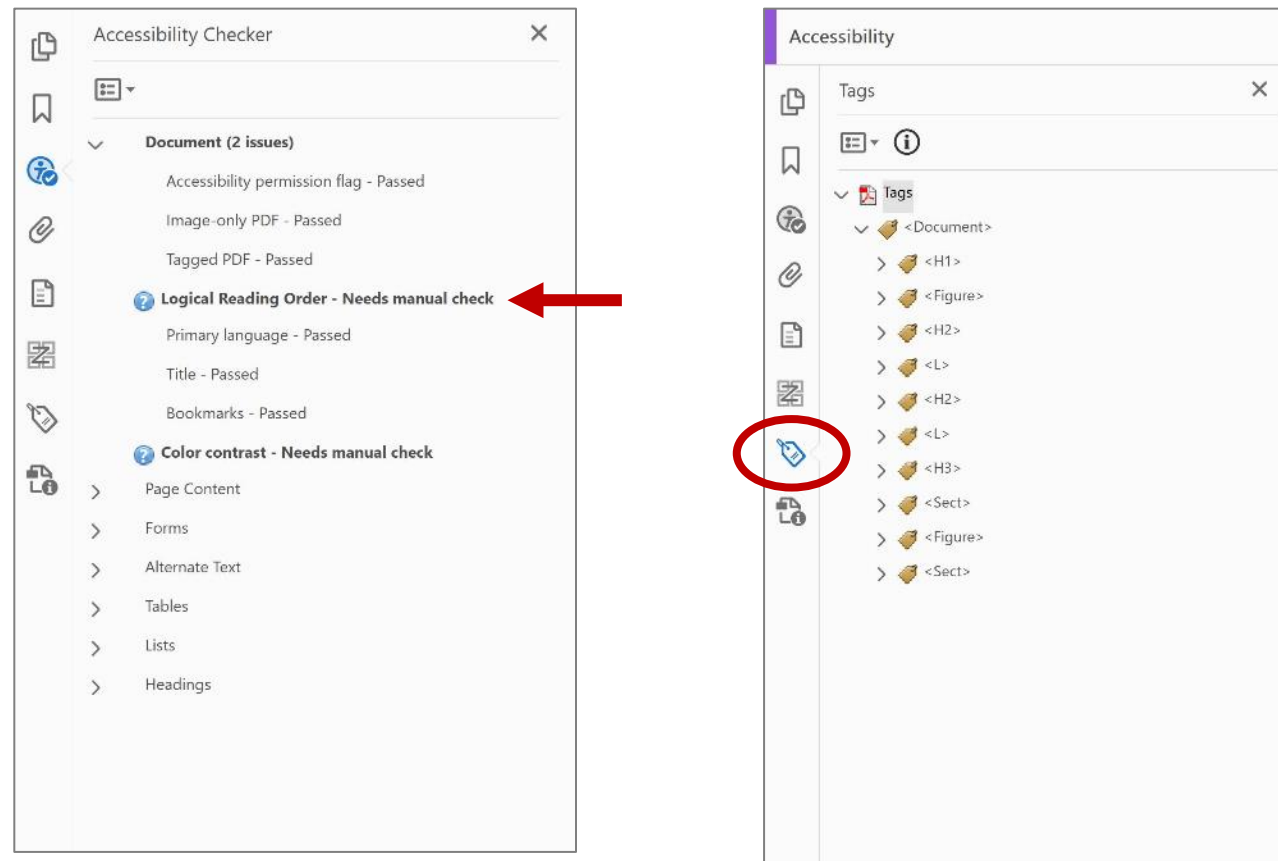 Accessibility Checker
Document (2 issues)
Accessibility permission flag - Passed
Image-only PDF - Passed
Tagged PDF - Passed
Logical Reading Order - Needs manual check
Primary language - Passed
Title - Passed
Bookmarks - Passed
Color contrast - Needs manual check
Page Content
Forms
Alternate Text
Tables
Lists
Headings
Accessibility
Tags
Tags
<Document>
<H1>
<Figure>
<H2>
<L>
<H2>
<L>
<H3>
<Sect>
<Figure>
<Sect>